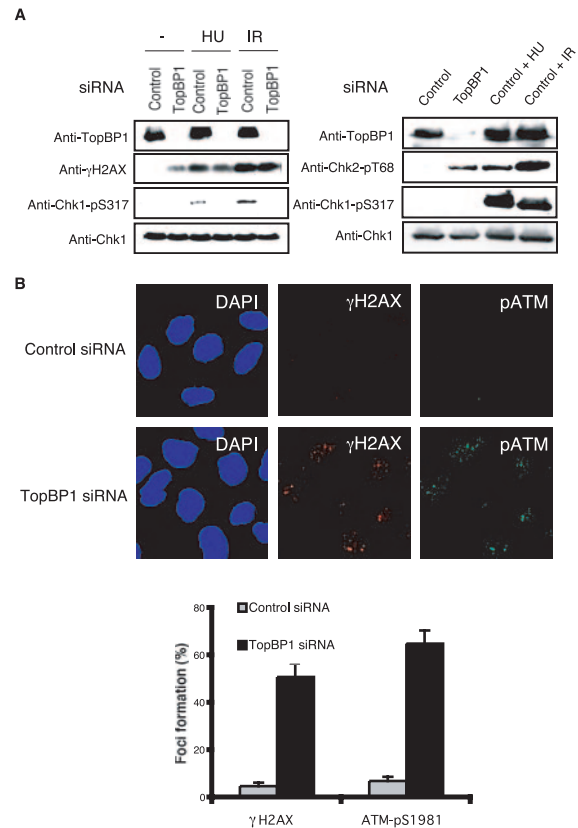 A
- HU IR
siRNA Control TopBP1 Control TopBP1 Control TopBP1
Anti-TopBP1
Anti-γH2AX
Anti-Chk1-pS317
Anti-Chk1
siRNA Control TopBP1 Control + HU Control + IR
Anti-TopBP1
Anti-Chk2-pT68
Anti-Chk1-pS317
Anti-Chk1
B
DAPI γH2AX pATM
Control siRNA
DAPI γH2AX pATM
TopBP1 siRNA
Control siRNA
TopBP1 siRNA
Foci formation (%)
80
60
40
20
0
γ H2AX ATM-pS1981